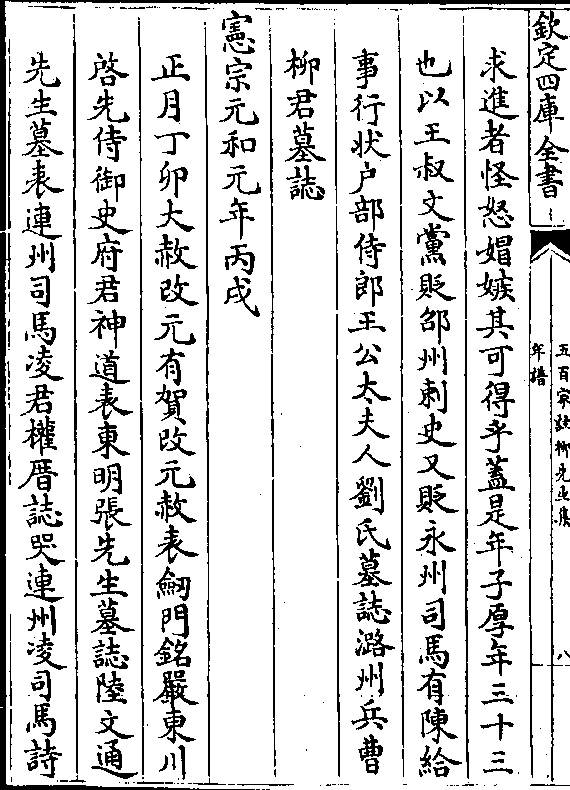 欽定四庫全書
五百家註柳先生集
年譜
八
求進者怪怒媢嫉其可得乎蓋是年子厚年三十三
也以王叔文黨貶邵州刺史又貶永州司馬有陳給
事行狀户部侍郎王公太夫人劉氏墓誌潞州兵曹
柳君墓誌
憲宗元和元年丙戌
正月丁卯大赦改元有賀改元赦表劒門銘嚴東川
啓先侍御史府君神道表東明張先生墓誌陸文通
先生墓表連州司馬凌君權厝誌哭連州凌司馬詩